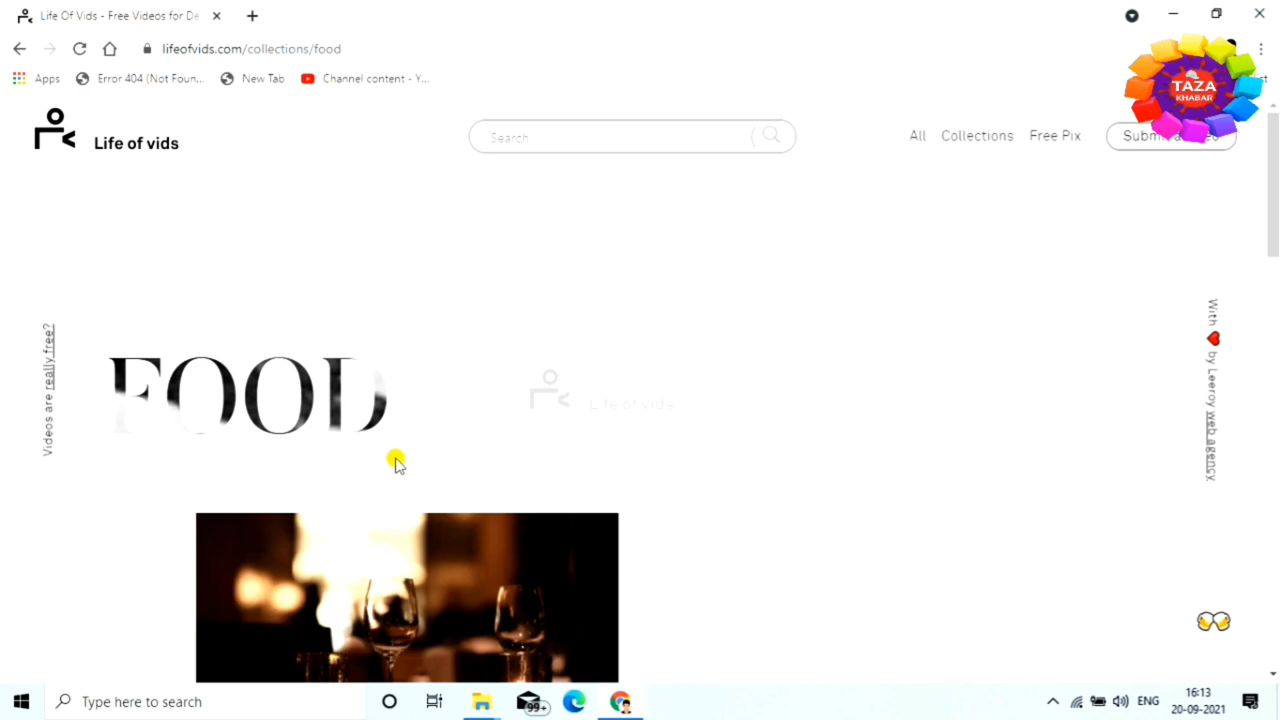 Life Of Vids - Free Videos for De
lifeofvids.com/collections/food
Apps
Error 404 (Not Foun...
New Tab
Channel content - Y...
TAZA
KHABAR
Life of vids
Search
All
Collections
Free Pix
Subm
Videos are really free?
With ❤ by Leeroy web agency
FOOD
Life of vids
Type here to search
99+
ENG
16:13
20-09-2021